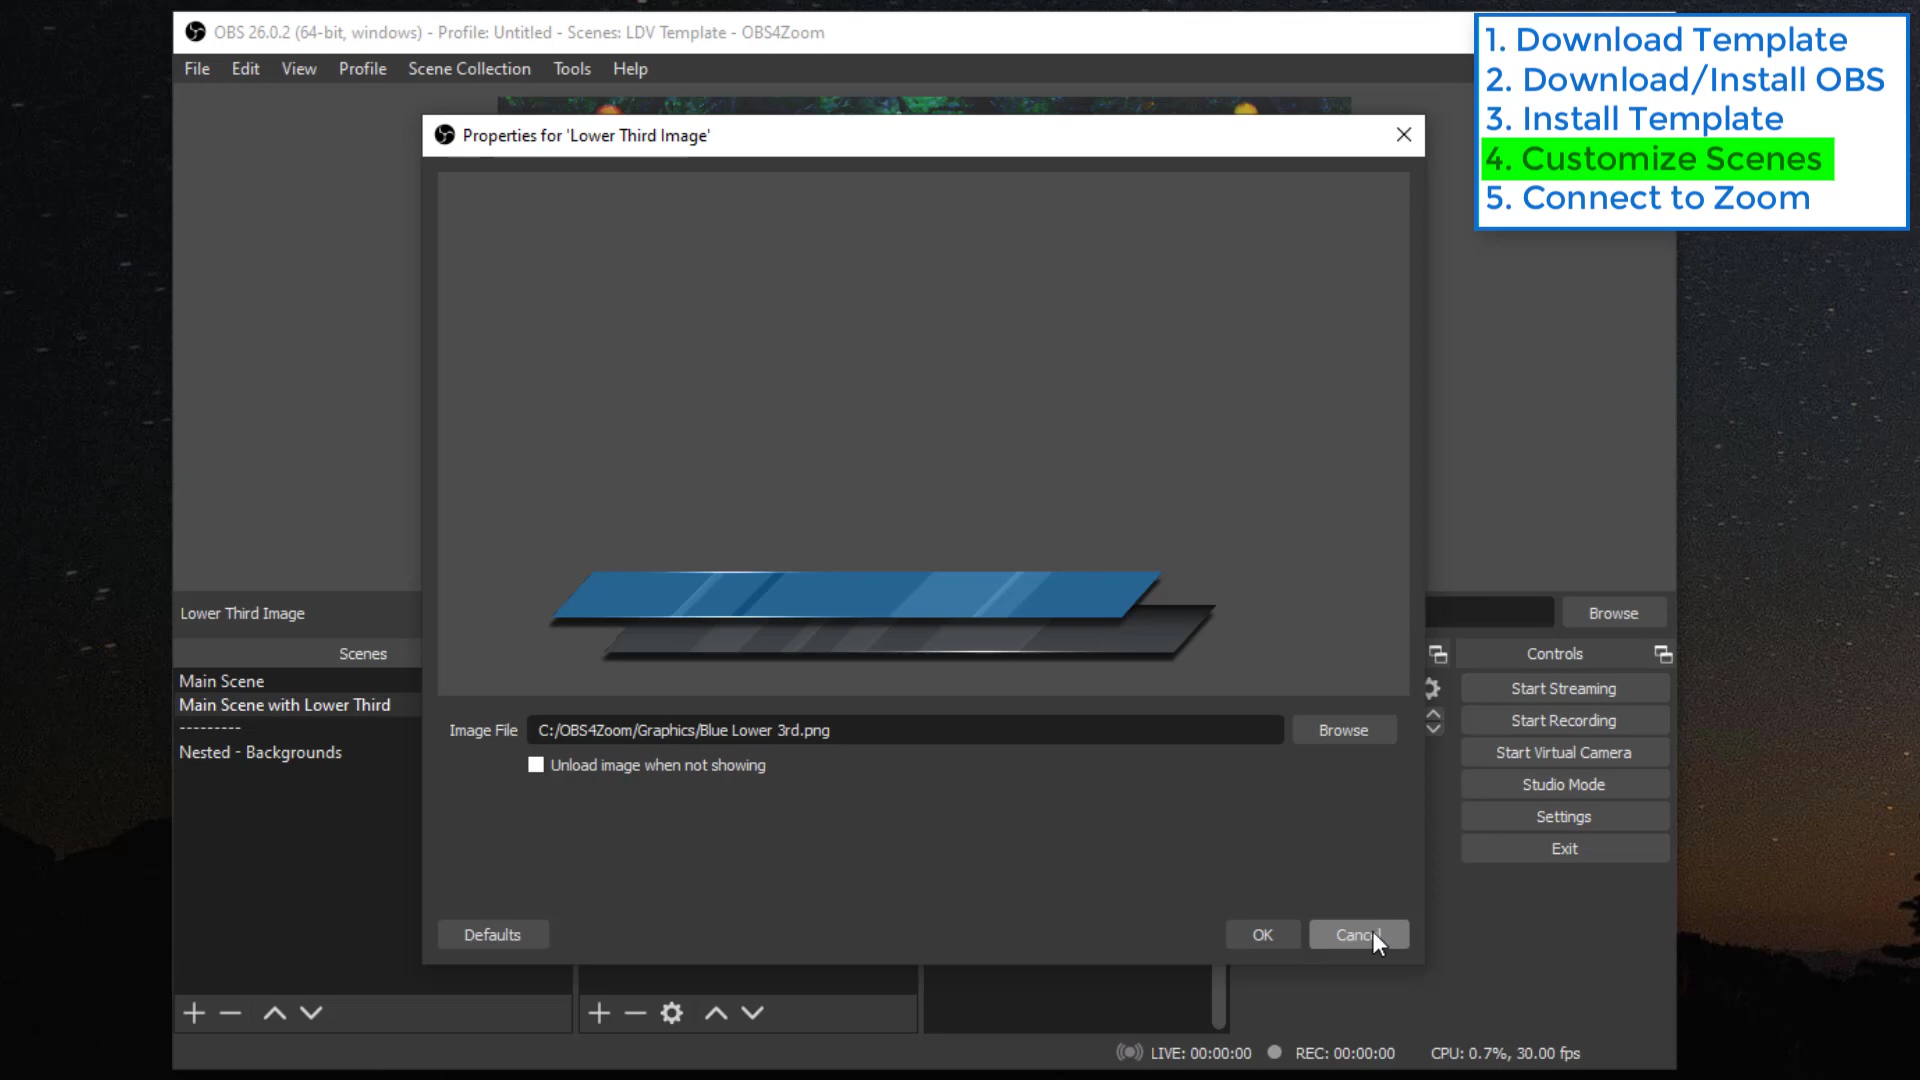 OBS 26.0.2 (64-bit, windows) - Profile: Untitled - Scenes: LDV Template - OBS4Zoom
File Edit View Profile Scene Collection Tools Help
1. Download Template
2. Download/Install OBS
3. Install Template
4. Customize Scenes
5. Connect to Zoom
Properties for 'Lower Third Image'
Image File C:/OBS4Zoom/Graphics/Blue Lower 3rd.png Browse
Unload image when not showing
Defaults OK Cancel
Lower Third Image
Browse
Scenes
Main Scene
Main Scene with Lower Third
---------
Nested - Backgrounds
Controls
Start Streaming
Start Recording
Start Virtual Camera
Studio Mode
Settings
Exit
LIVE: 00:00:00 REC: 00:00:00 CPU: 0.7%, 30.00 fps